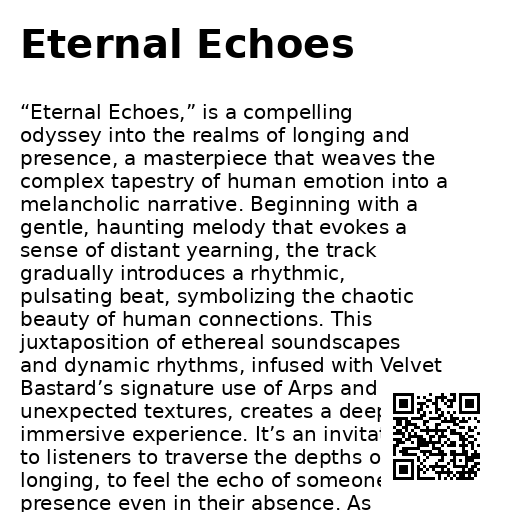 Eternal Echoes
“Eternal Echoes,” is a compelling
odyssey into the realms of longing and
presence, a masterpiece that weaves the
complex tapestry of human emotion into a
melancholic narrative. Beginning with a
gentle, haunting melody that evokes a
sense of distant yearning, the track
gradually introduces a rhythmic,
pulsating beat, symbolizing the chaotic
beauty of human connections. This
juxtaposition of ethereal soundscapes
and dynamic rhythms, infused with Velvet
Bastard’s signature use of Arps and
unexpected textures, creates a deep
immersive experience. It’s an
to listeners to traverse the depths
longing, to feel the echo of someone
presence even in their absence. As